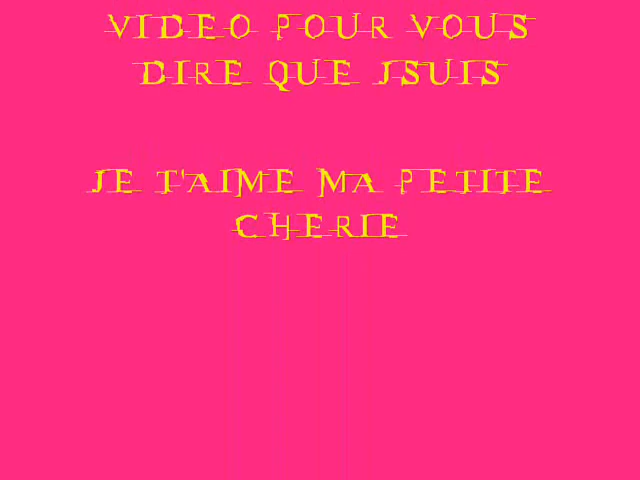 VIDEO POUR VOUS
DIRE QUE JSUIS
JE T'AIME MA PETITE
CHERIE